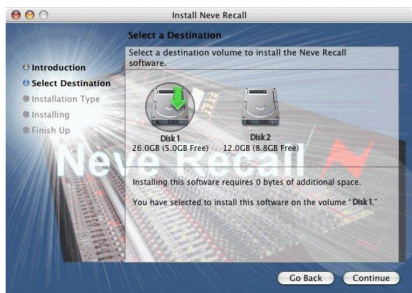 Install Neve Recall
Select a Destination
Introduction
Select Destination
Installation Type
Installing
Finish Up
Select a destination volume to install the Neve Recall
software.
Disk 1
26.0GB (5.0GB Free)
Disk 2
12.0GB (8.8GB Free)
Neve Recall
Installing this software requires 0 bytes of additional space.
You have selected to install this software on the volume "Disk 1."
Go Back
Continue